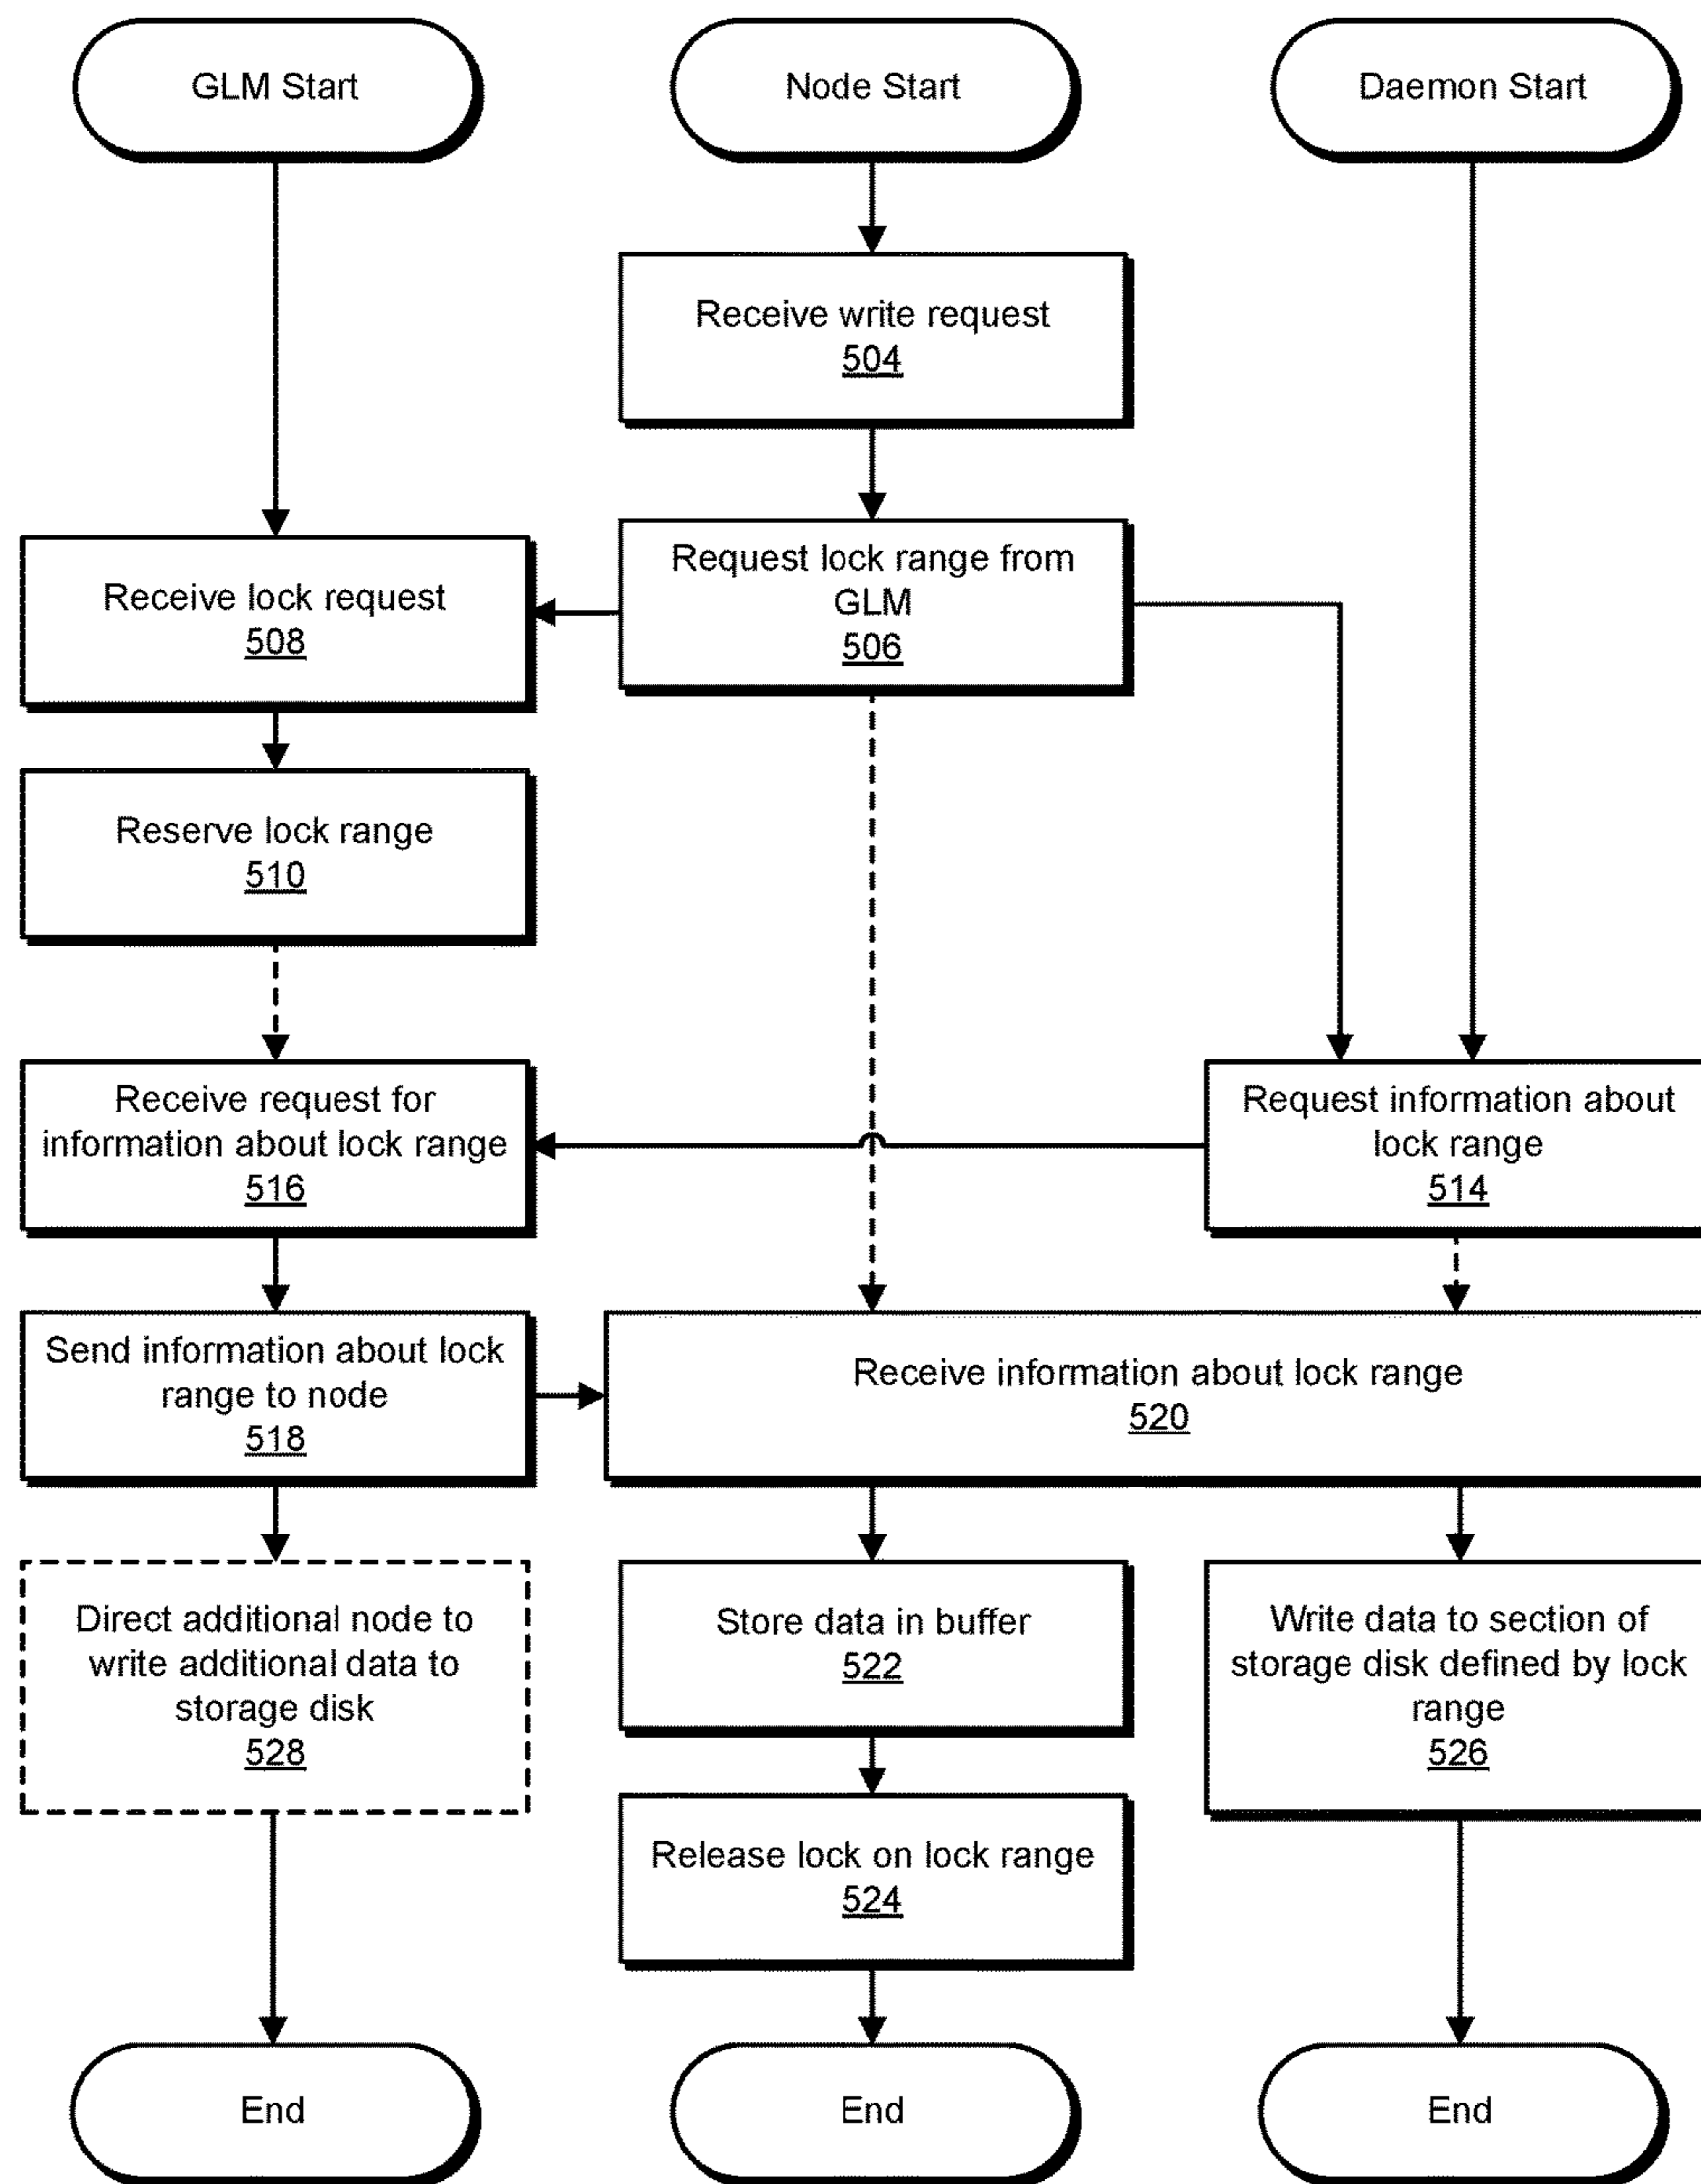 GLM Start
Node Start
Daemon Start
Receive write request
504
Request lock range from
GLM
506
Receive lock request
508
Reserve lock range
510
Receive request for
information about lock range
516
Request information about
lock range
514
Send information about lock
range to node
518
Receive information about lock range
520
Direct additional node to
write additional data to
storage disk
528
Store data in buffer
522
Write data to section of
storage disk defined by lock
range
526
Release lock on lock range
524
End
End
End